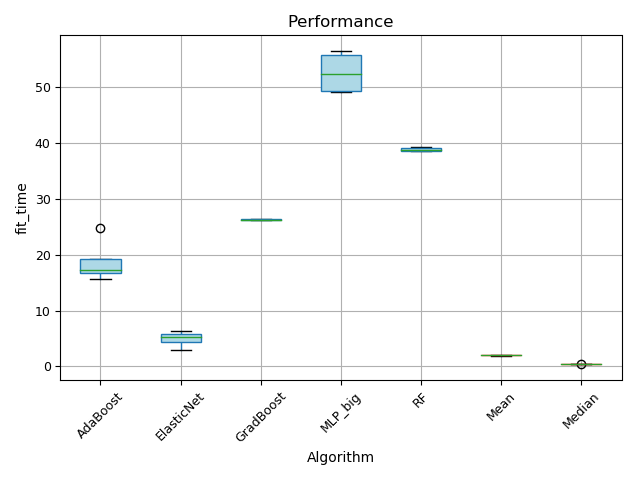 Performance
fit_time
50
40
30
20
10
0
AdaBoost
ElasticNet
GradBoost
MLP_big
RF
Mean
Median
Algorithm